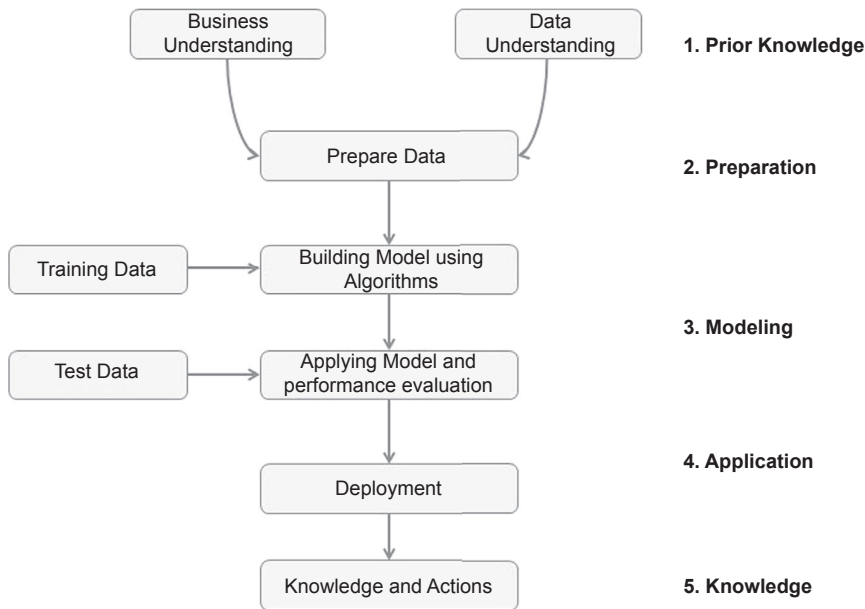 Business
Understanding
Data
Understanding
1. Prior Knowledge
Prepare Data
2. Preparation
Training Data
Building Model using
Algorithms
3. Modeling
Test Data
Applying Model and
performance evaluation
4. Application
Deployment
Knowledge and Actions
5. Knowledge